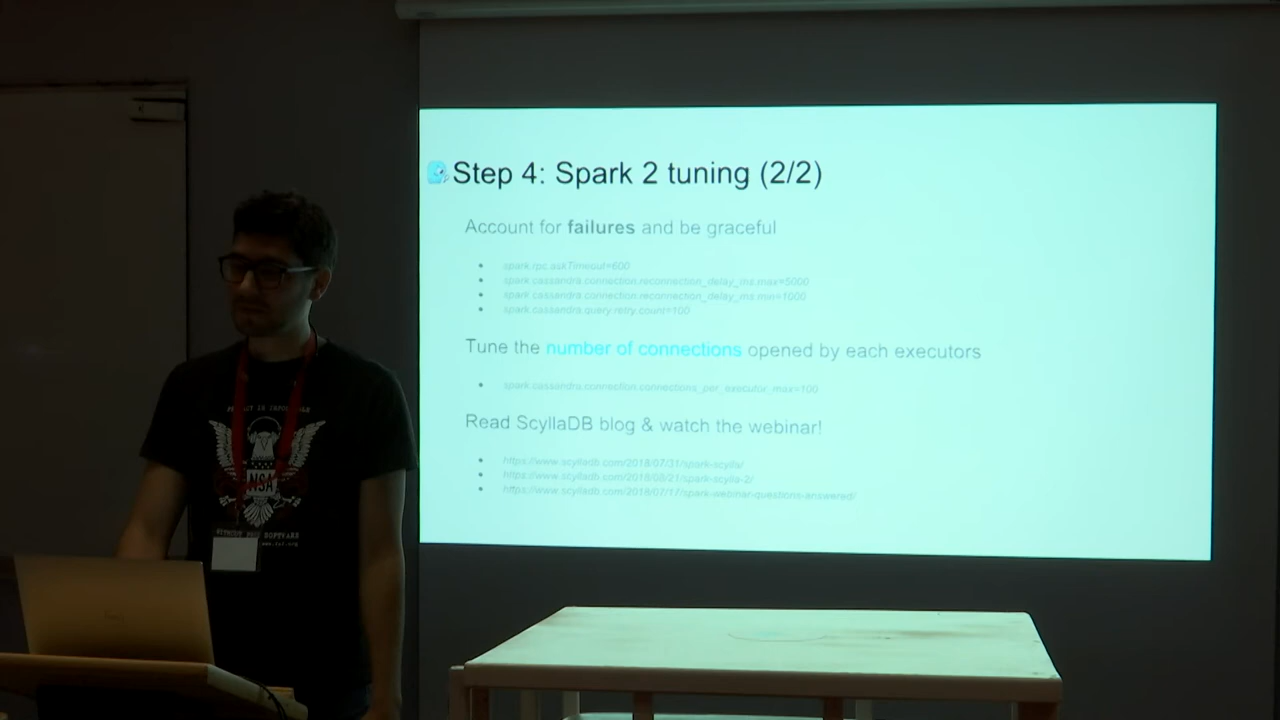 Step 4: Spark 2 tuning (2/2)
Account for failures and be graceful
spark.rpc.askTimeout=600
spark.cassandra.connection.reconnection_delay_ms.max=5000
spark.cassandra.connection.reconnection_delay_ms.min=1000
spark.cassandra.query.retry.count=100
Tune the number of connections opened by each executors
spark.cassandra.connection.connections_per_executor_max=100
Read ScyllaDB blog & watch the webinar!
https://www.scylladb.com/2018/07/31/spark-scylla/
https://www.scylladb.com/2018/08/21/spark-scylla-2/
https://www.scylladb.com/2018/07/17/spark-webinar-questions-answered/
NSA
SOFTWARE